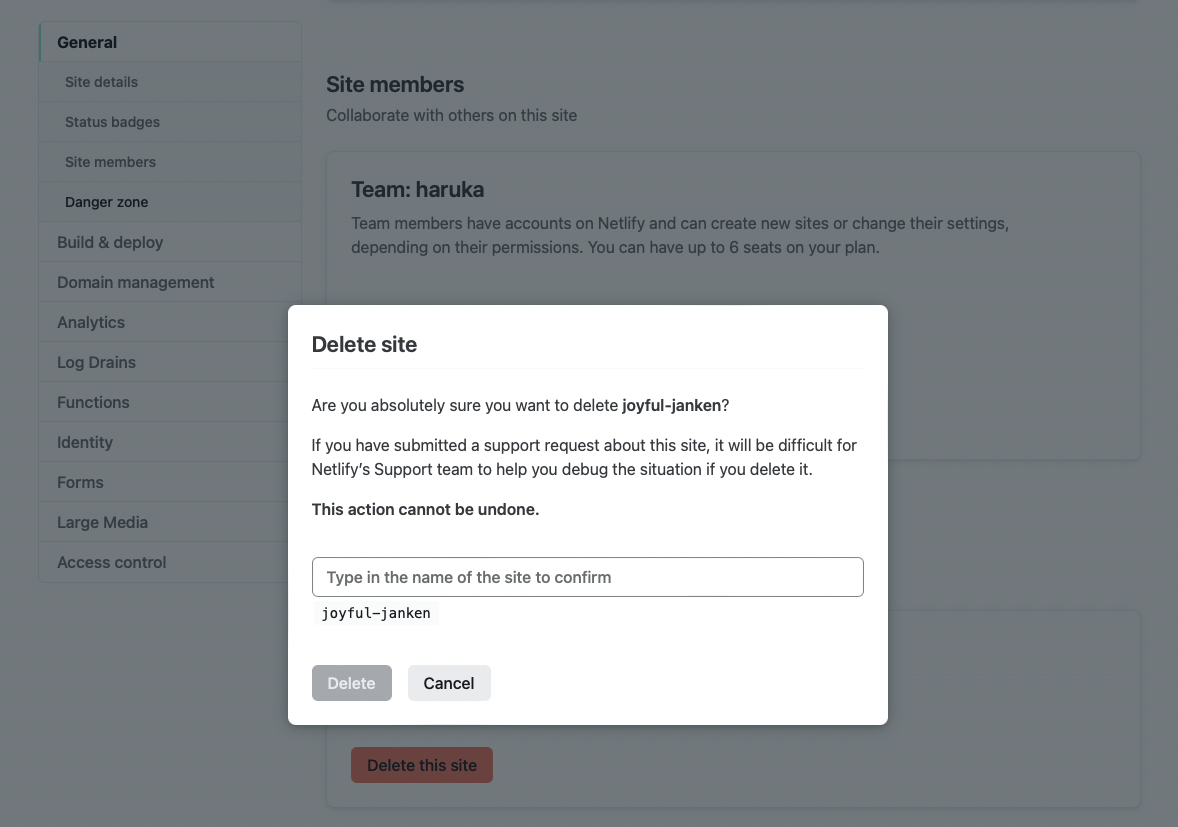 General
Site details
Status badges
Site members
Danger zone
Build & deploy
Domain management
Analytics
Log Drains
Functions
Identity
Forms
Large Media
Access control
Site members
Collaborate with others on this site
Team: haruka
Team members have accounts on Netlify and can create new sites or change their settings,
depending on their permissions. You can have up to 6 seats on your plan.
Delete site
Are you absolutely sure you want to delete joyful-janken?
If you have submitted a support request about this site, it will be difficult for
Netlify’s Support team to help you debug the situation if you delete it.
This action cannot be undone.
Type in the name of the site to confirm
joyful-janken
Delete
Cancel
Delete this site